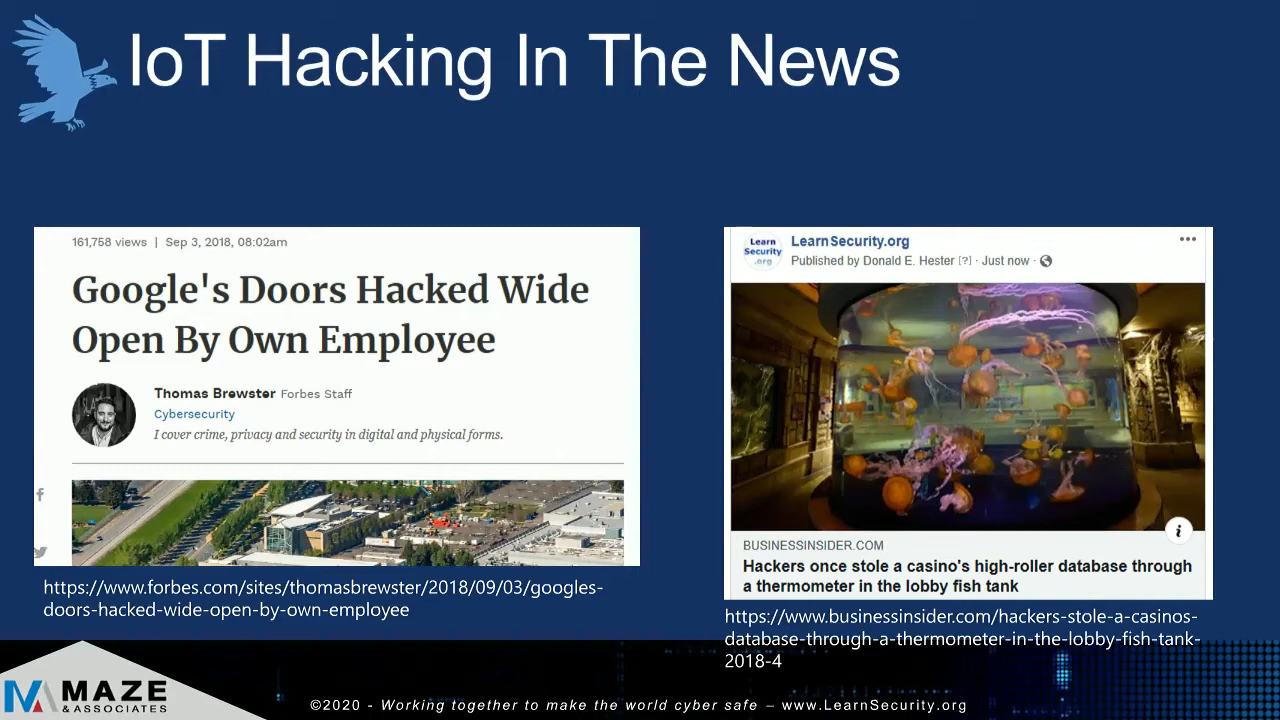 IoT Hacking In The News
161,758 views | Sep 3, 2018, 08:02am
Google's Doors Hacked Wide
Open By Own Employee
Thomas Brewster Forbes Staff
Cybersecurity
I cover crime, privacy and security in digital and physical forms.
https://www.forbes.com/sites/thomasbrewster/2018/09/03/googles-
doors-hacked-wide-open-by-own-employee
Learn
Security
.org
LearnSecurity.org
Published by Donald E. Hester [?] · Just now ·
BUSINESSINSIDER.COM
Hackers once stole a casino's high-roller database through
a thermometer in the lobby fish tank
https://www.businessinsider.com/hackers-stole-a-casinos-
database-through-a-thermometer-in-the-lobby-fish-tank-
2018-4
MAZE
& ASSOCIATES
©2020 - Working together to make the world cyber safe – www.LearnSecurity.org